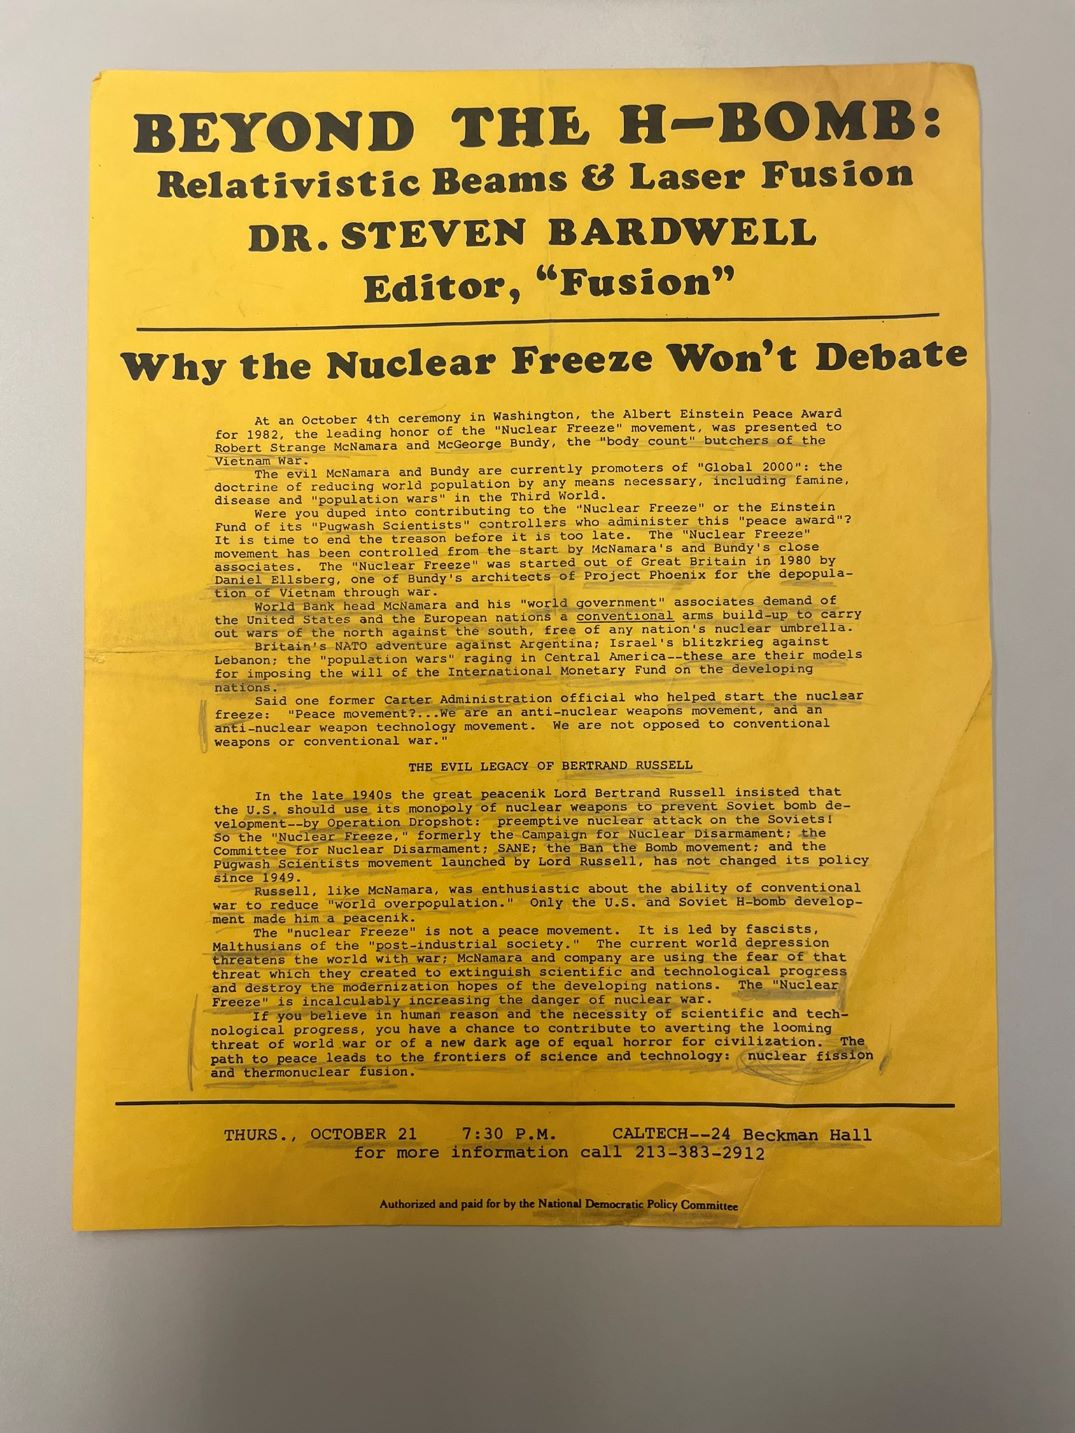 BEYOND THE H—BOMB:
Relativistic Beams & Laser Fusion
DR. STEVEN BARDWELL
Editor, “Fusion”
Why the Nuclear Freeze Won’t Debate
At an October 4th ceremony in Washington, the Albert Einstein Peace Award
for 1982, the leading honor of the "Nuclear Freeze" movement, was presented to
Robert Strange McNamara and McGeorge Bundy, the "body count" butchers of the
Vietnam War.
The evil McNamara and Bundy are currently promoters of "Global 2000": the
doctrine of reducing world population by any means necessary, including famine,
disease and "population wars" in the Third World.
Were you duped into contributing to the "Nuclear Freeze" or the Einstein
Fund of its "Pugwash Scientists" controllers who administer this "peace award"?
It is time to end the treason before it is too late. The "Nuclear Freeze"
movement has been controlled from the start by McNamara's and Bundy's close
associates. The "Nuclear Freeze" was started out of Great Britain in 1980 by
Daniel Ellsberg, one of Bundy's architects of Project Phoenix for the depopula-
tion of Vietnam through war.
World Bank head McNamara and his "world government" associates demand of
the United States and the European nations a conventional arms build-up to carry
out wars of the north against the south, free of any nation's nuclear umbrella.
Britain's NATO adventure against Argentina; Israel's blitzkrieg against
Lebanon; the "population wars" raging in Central America--these are their models
for imposing the will of the International Monetary Fund on the developing
nations.
Said one former Carter Administration official who helped start the nuclear
freeze: "Peace movement?...We are an anti-nuclear weapons movement, and an
anti-nuclear weapon technology movement. We are not opposed to conventional
weapons or conventional war."
THE EVIL LEGACY OF BERTRAND RUSSELL
In the late 1940s the great peacenik Lord Bertrand Russell insisted that
the U.S. should use its monopoly of nuclear weapons to prevent Soviet bomb de-
velopment--by Operation Dropshot: preemptive nuclear attack on the Soviets!
So the "Nuclear Freeze," formerly the Campaign for Nuclear Disarmament; the
Committee for Nuclear Disarmament; SANE; the Ban the Bomb movement; and the
Pugwash Scientists movement launched by Lord Russell, has not changed its policy
since 1949.
Russell, like McNamara, was enthusiastic about the ability of conventional
war to reduce "world overpopulation." Only the U.S. and Soviet H-bomb develop-
ment made him a peacenik.
The "nuclear Freeze" is not a peace movement. It is led by fascists,
Malthusians of the "post-industrial society." The current world depression
threatens the world with war; McNamara and company are using the fear of that
threat which they created to extinguish scientific and technological progress
and destroy the modernization hopes of the developing nations. The "Nuclear
Freeze" is incalculably increasing the danger of nuclear war.
If you believe in human reason and the necessity of scientific and tech-
nological progress, you have a chance to contribute to averting the looming
threat of world war or of a new dark age of equal horror for civilization. The
path to peace leads to the frontiers of science and technology: nuclear fission
and thermonuclear fusion.
THURS., OCTOBER 21 7:30 P.M. CALTECH--24 Beckman Hall
for more information call 213-383-2912
Authorized and paid for by the National Democratic Policy Committee